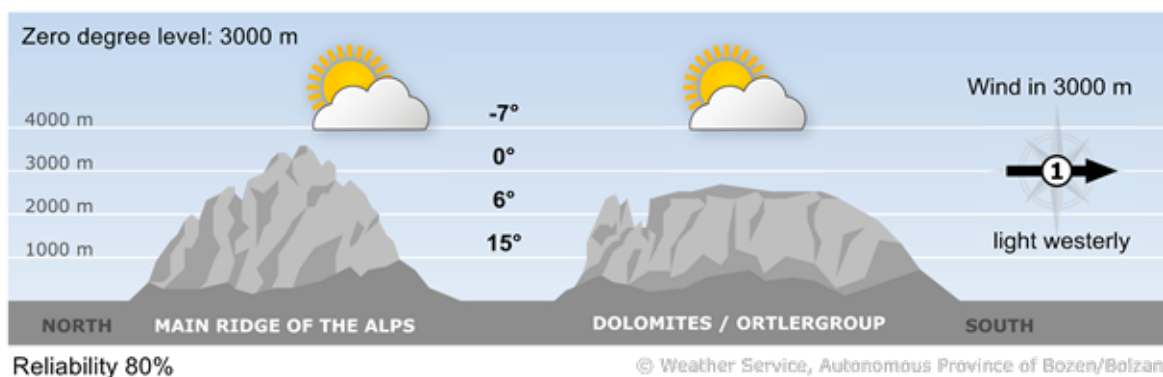 Zero degree level: 3000 m
Wind in 3000 m
4000 m
-7°
3000 m
0°
1
2000 m
6°
1000 m
15°
light westerly
NORTH
MAIN RIDGE OF THE ALPS
DOLOMITES / ORTLERGROUP
SOUTH
Reliability 80%
© Weather Service, Autonomous Province of Bozen/Bolzan